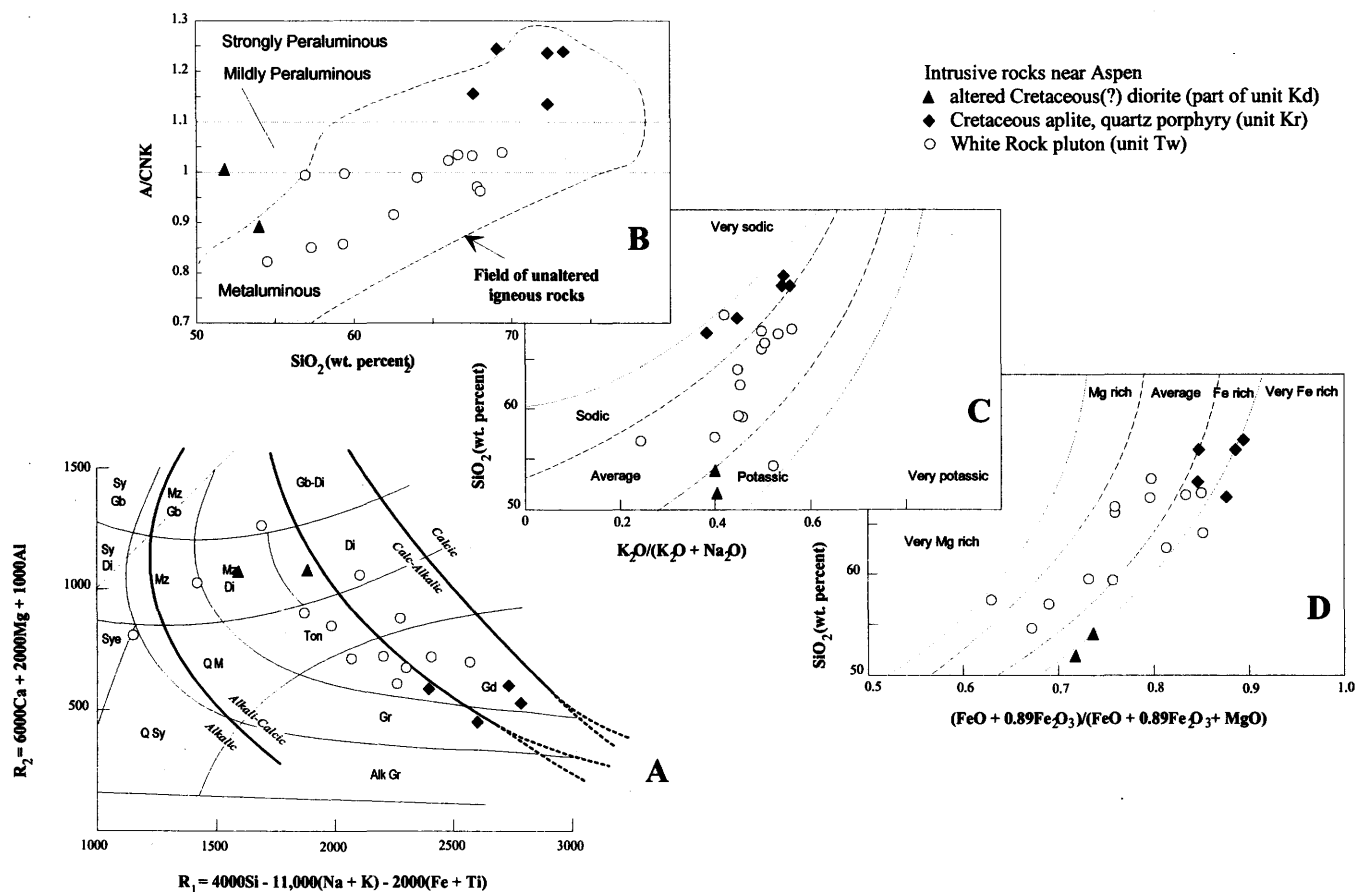 1.3
Strongly Peraluminous
1.2
Mildly Peraluminous
1.1
A/CNK
1
0.9
B
0.8
Metaluminous
Field of unaltered
igneous rocks
0.7
50
60
70
SiO2 (wt. percent)
Intrusive rocks near Aspen
▲ altered Cretaceous(?) diorite (part of unit Kd)
◆ Cretaceous aplite, quartz porphyry (unit Kr)
○ White Rock pluton (unit Tw)
Very sodic
SiO2 (wt. percent)
60
Sodic
C
Average
Potassic
Very potassic
50
0
0.2
0.4
0.6
K2O/(K2O + Na2O)
Mg rich
Average
Fe rich
Very Fe rich
Very Mg rich
SiO2 (wt. percent)
60
D
50
0.5
0.6
0.7
0.8
0.9
1.0
(FeO + 0.89Fe2O3)/(FeO + 0.89Fe2O3+ MgO)
1500
Sy
Gb
Mz
Gb
Gb-Di
Calcic
Calc-Alkalic
Sy
Di
Mz
Mz
Di
Di
1000
Sye
Ton
Q M
Gd
500
Alkali-Calcic
Alkalic
Gr
Q Sy
Alk Gr
A
R2 = 6000Ca + 2000Mg + 1000Al
1000
1500
2000
2500
3000
R1 = 4000Si - 11,000(Na + K) - 2000(Fe + Ti)